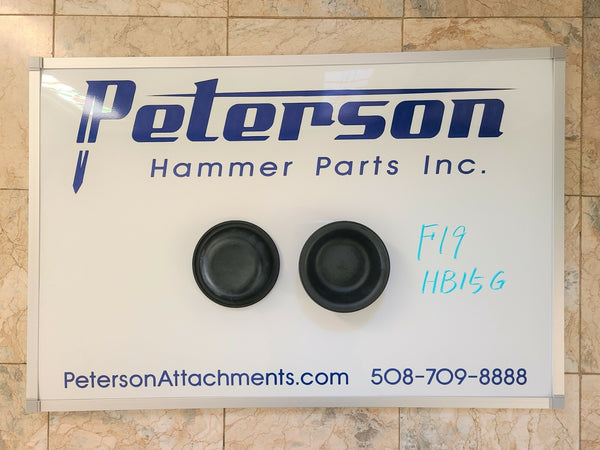 Peterson
Hammer Parts Inc.
F19
HB15G
PetersonAttachments.com 508-709-8888